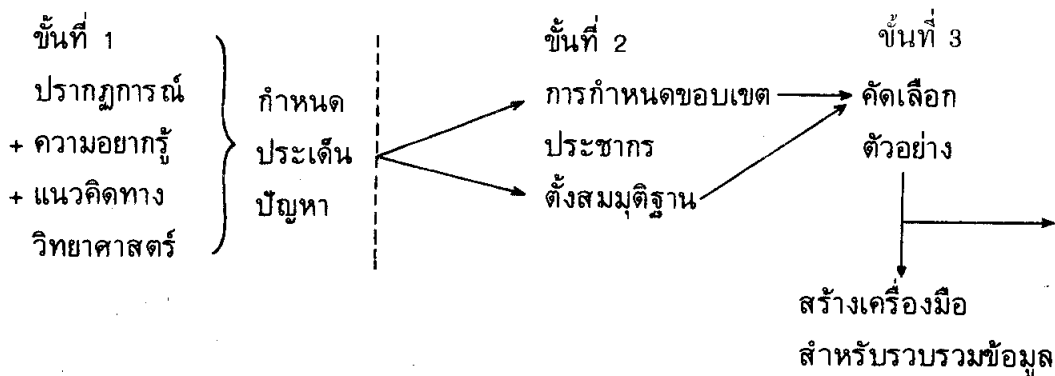 ขั้นที่ 1
ปรากฏการณ์
+ ความอยากรู้
+ แนวคิดทาง
วิทยาศาสตร์
กำหนด
ประเด็น
ปัญหา
ขั้นที่ 2
การกำหนดขอบเขต
ประชากร
ตั้งสมมุติฐาน
ขั้นที่ 3
คัดเลือก
ตัวอย่าง
สร้างเครื่องมือ
สำหรับรวบรวมข้อมูล